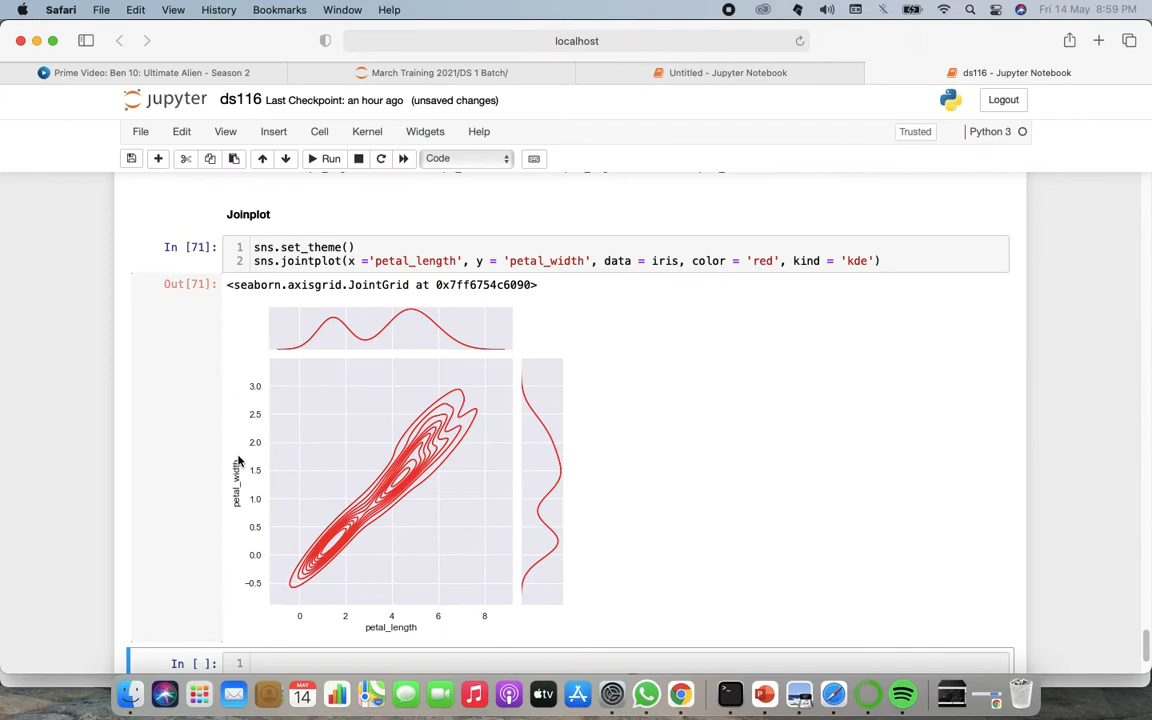 Safari File Edit View History Bookmarks Window Help Fri 14 May 8:59 PM
localhost
Prime Video: Ben 10: Ultimate Alien - Season 2 March Training 2021/DS 1 Batch/ Untitled - Jupyter Notebook ds116 - Jupyter Notebook
jupyter ds116 Last Checkpoint: an hour ago (unsaved changes) Logout
File Edit View Insert Cell Kernel Widgets Help Trusted Python 3
Run Code
Joinplot
In [71]: 1 sns.set_theme()
2 sns.jointplot(x ='petal_length', y = 'petal_width', data = iris, color = 'red', kind = 'kde')
Out[71]: <seaborn.axisgrid.JointGrid at 0x7ff6754c6090>
3.0
2.5
2.0
1.5
1.0
0.5
0.0
−0.5
petal_width
0 2 4 6 8
petal_length
In [ ]: 1
MAY
14
tv